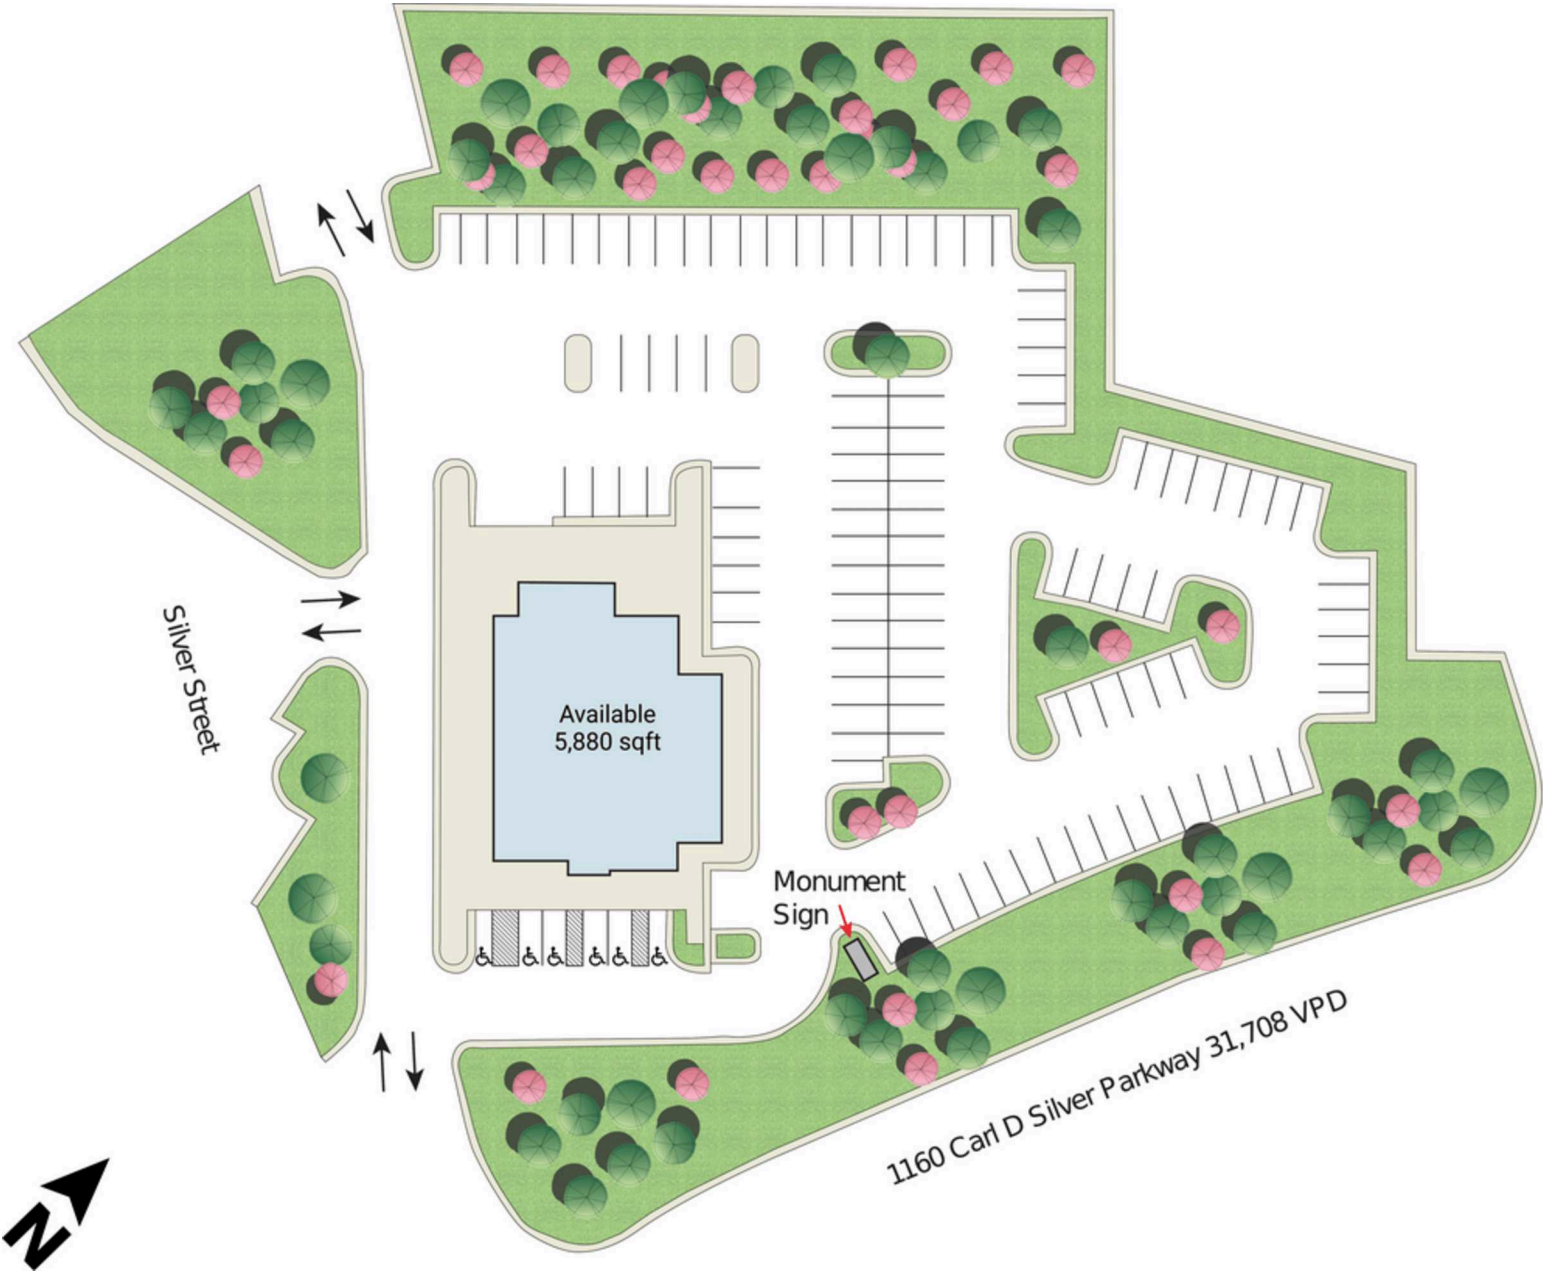 Silver Street
Available
5,880 sqft
Monument
Sign
1160 Carl D Silver Parkway 31,708 VPD
N